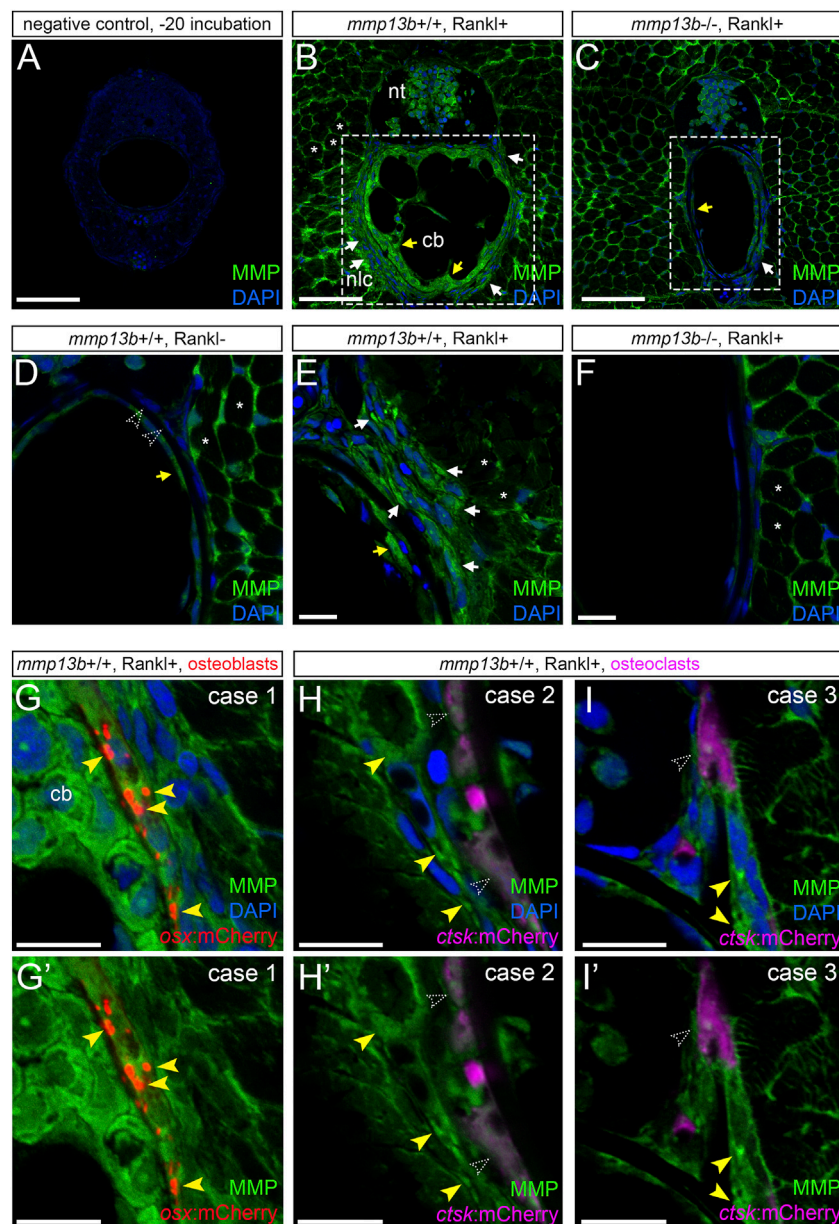 negative control, -20 incubation
mmp13b+/+, Rankl+
mmp13b-/-, Rankl+
A
MMP
DAPI
B
nt
*
*
*
cb
nlc
MMP
DAPI
C
MMP
DAPI
mmp13b+/+, Rankl-
mmp13b+/+, Rankl+
mmp13b-/-, Rankl+
D
*
*
MMP
DAPI
E
*
*
MMP
DAPI
F
*
*
MMP
DAPI
mmp13b+/+, Rankl+, osteoblasts
mmp13b+/+, Rankl+, osteoclasts
G
case 1
cb
MMP
DAPI
osx:mCherry
H
case 2
MMP
DAPI
ctsk:mCherry
I
case 3
MMP
DAPI
ctsk:mCherry
G'
case 1
MMP
osx:mCherry
H'
case 2
MMP
ctsk:mCherry
I'
case 3
MMP
ctsk:mCherry